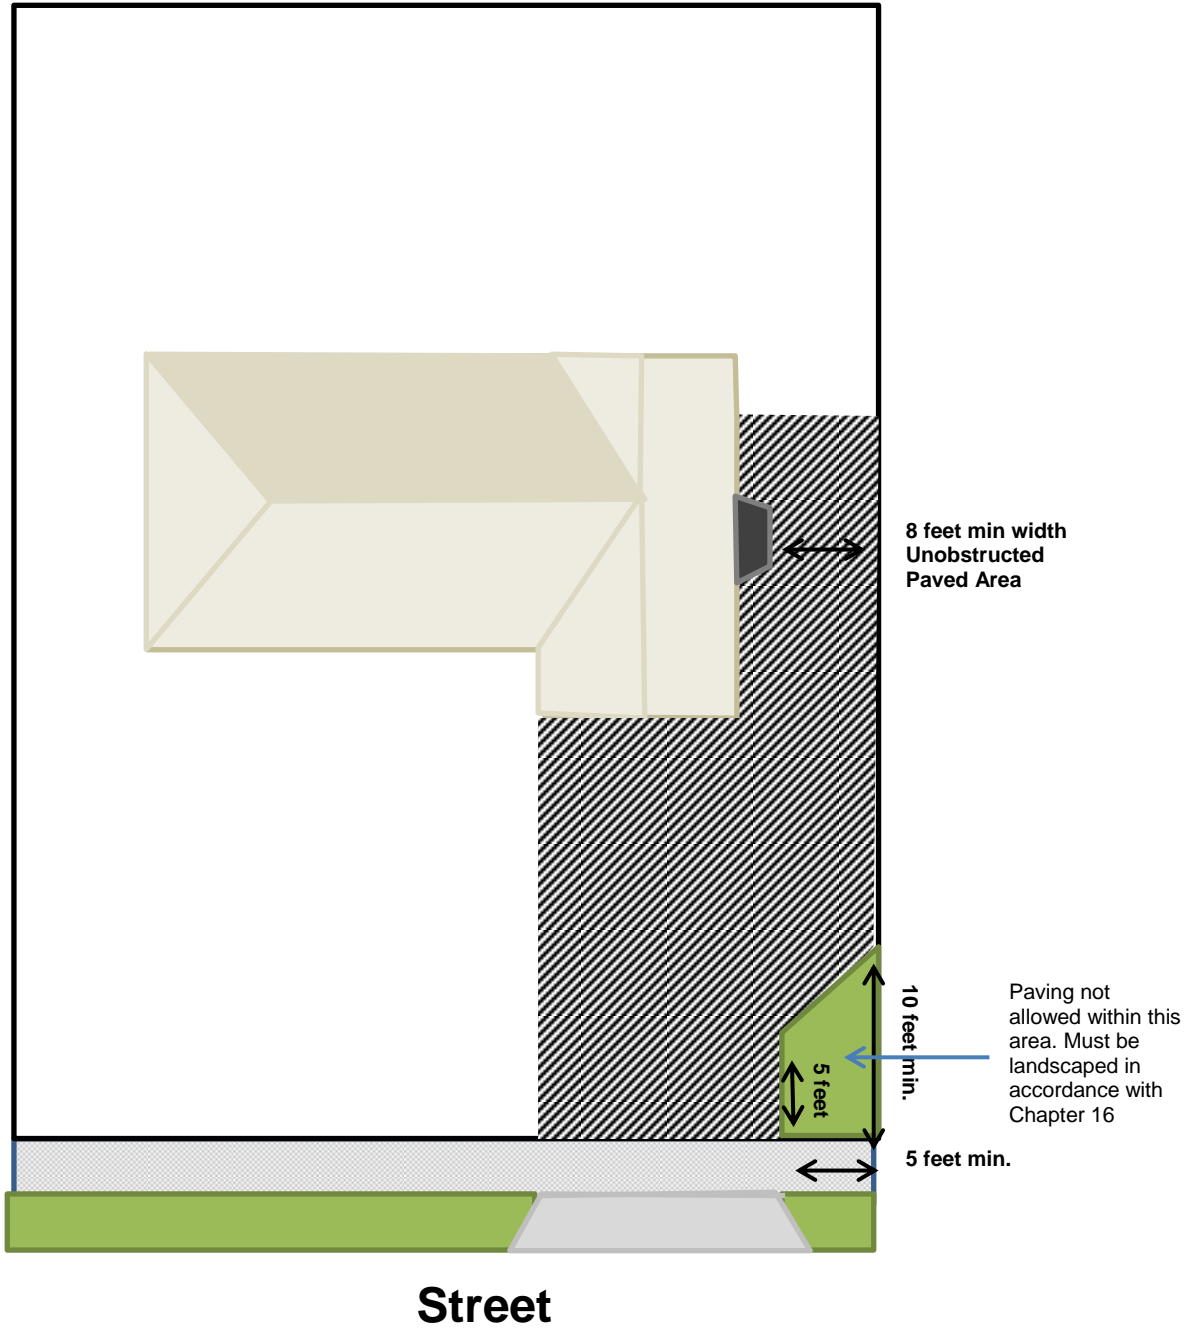 8 feet min width
Unobstructed
Paved Area
10 feet min.
5 feet
Paving not
allowed within this
area. Must be
landscaped in
accordance with
Chapter 16
5 feet min.
Street